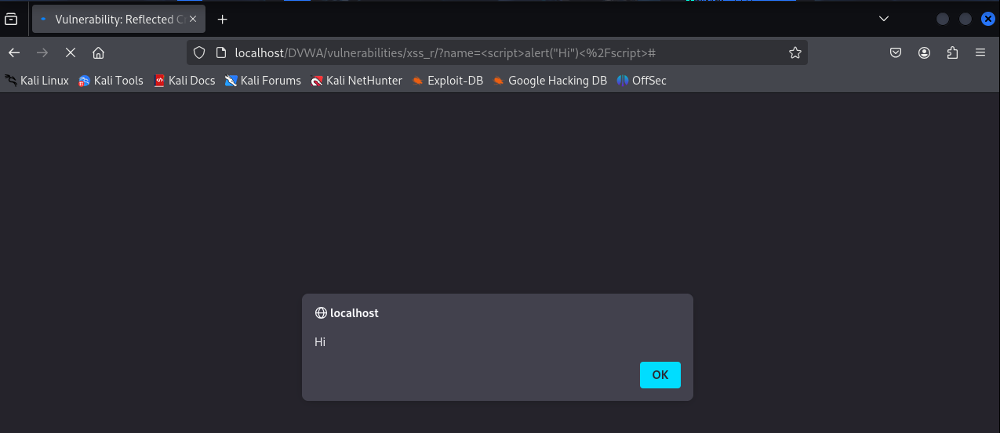 Vulnerability: Reflected C
localhost/DVWA/vulnerabilities/xss_r/?name=<script>alert("Hi")<%2Fscript>#
Kali Linux Kali Tools Kali Docs Kali Forums Kali NetHunter Exploit-DB Google Hacking DB OffSec
localhost
Hi
OK